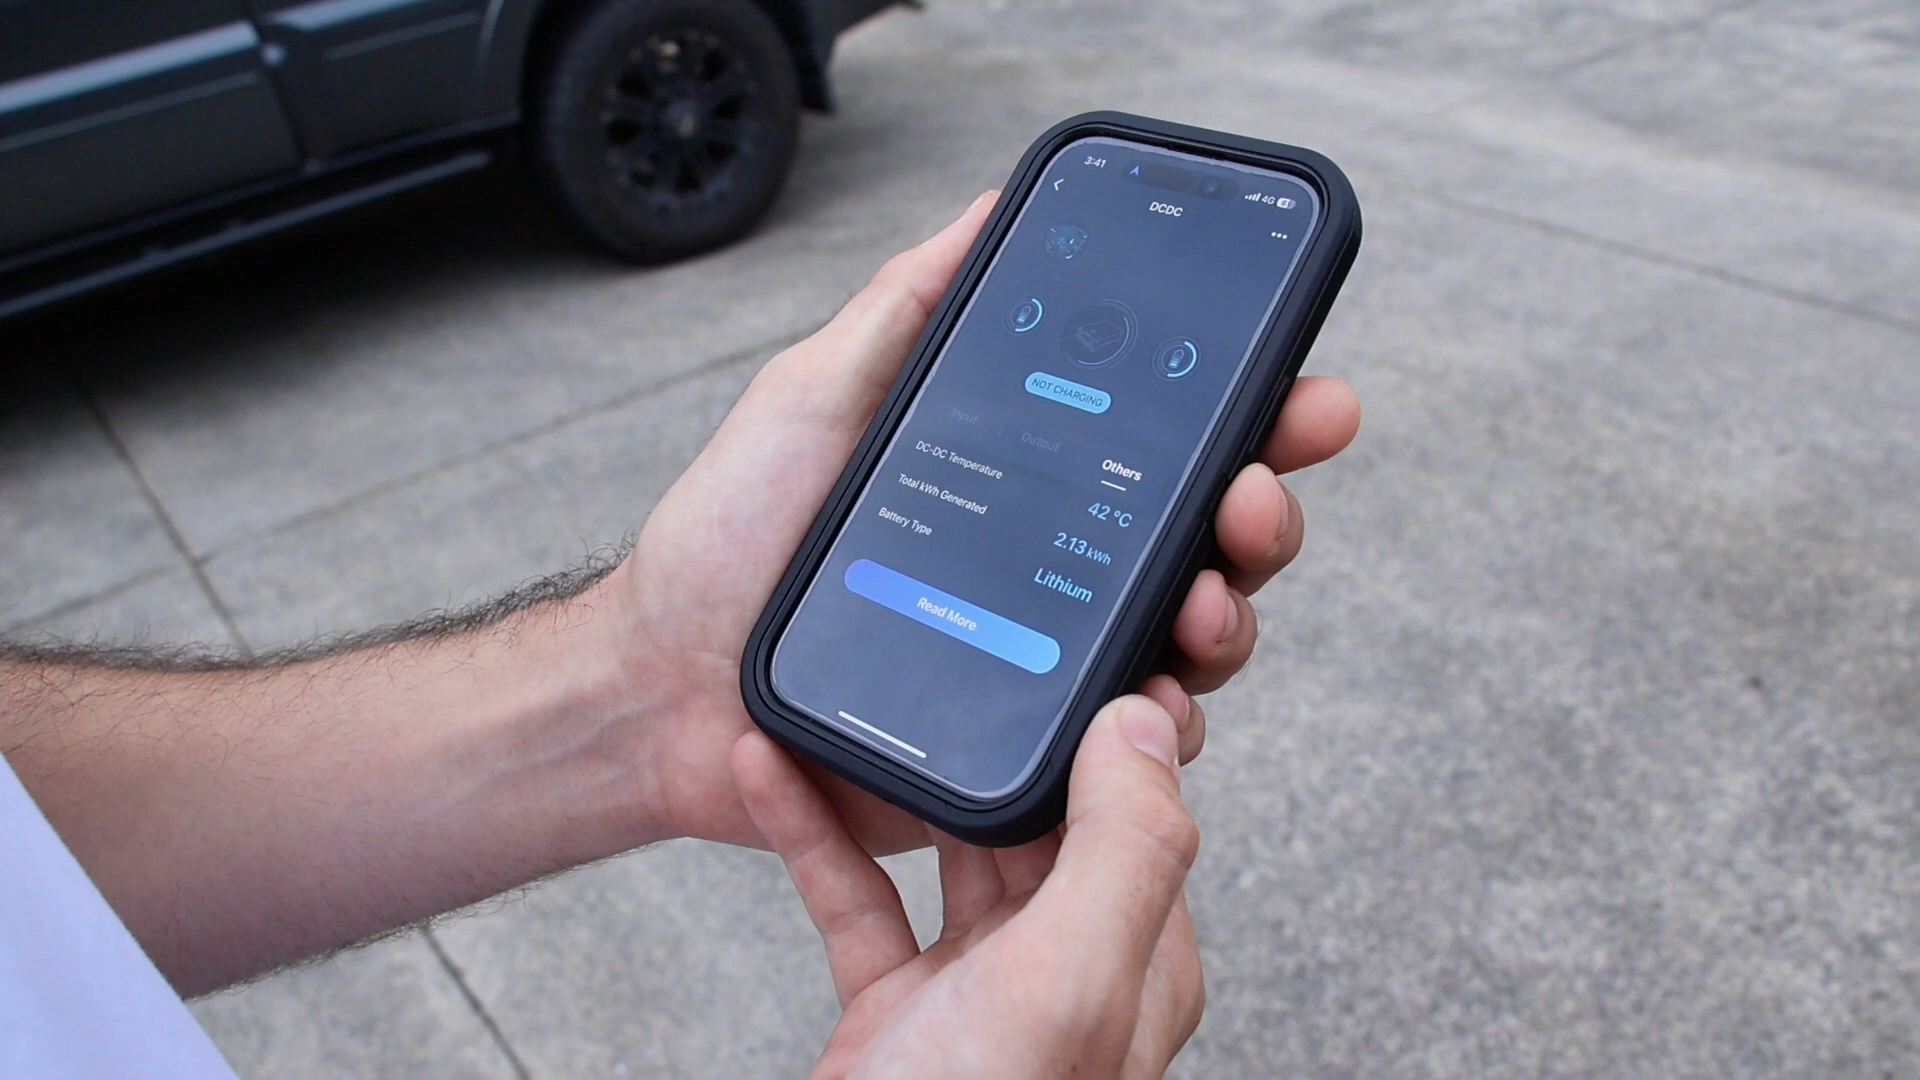 3:41
4G
DCDC
NOT CHARGING
Input
Output
Others
DC-DC Temperature
42 °C
Total kWh Generated
2.13 kWh
Battery Type
Lithium
Read More